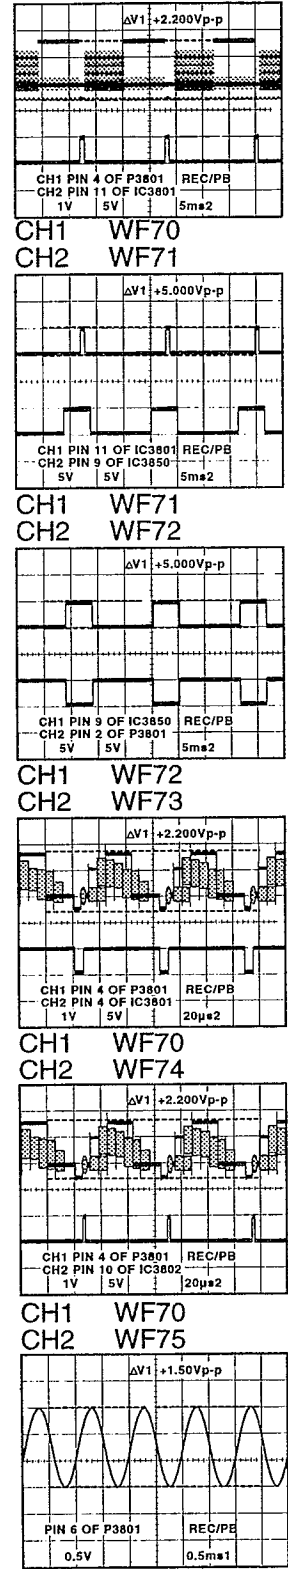 ΔV1 +2.200Vp-p
CH1 PIN 4 OF P3801 REC/PB
CH2 PIN 11 OF IC3801
1V 5V 5ms2
CH1 WF70
CH2 WF71
ΔV1 +5.000Vp-p
CH1 PIN 11 OF IC3801 REC/PB
CH2 PIN 9 OF IC3850
5V 5V 5ms2
CH1 WF71
CH2 WF72
ΔV1 +5.000Vp-p
CH1 PIN 9 OF IC3850 REC/PB
CH2 PIN 2 OF P3801
5V 5V 5ms2
CH1 WF72
CH2 WF73
ΔV1 +2.200Vp-p
CH1 PIN 4 OF P3801 REC/PB
CH2 PIN 4 OF IC3801
1V 5V 20µs2
CH1 WF70
CH2 WF74
ΔV1 +2.200Vp-p
CH1 PIN 4 OF P3801 REC/PB
CH2 PIN 10 OF IC3802
1V 5V 20µs2
CH1 WF70
CH2 WF75
ΔV1 +1.50Vp-p
PIN 6 OF P3801 REC/PB
0.5V 0.5ms1